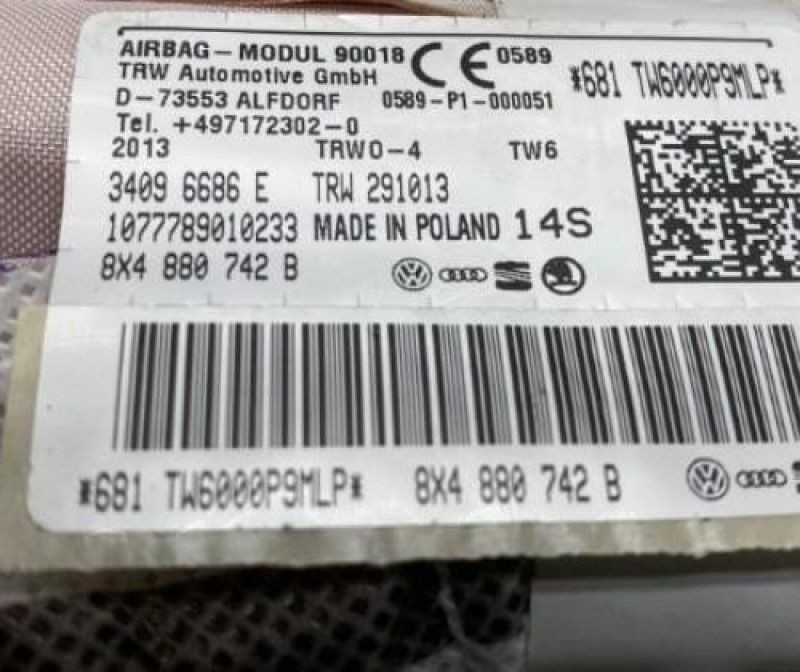 AIRBAG-MODUL 90018 CE 0589
TRW Automotive GmbH
D-73553 ALFDORF 0589-P1-000051
Tel. +497172302-0
2013 TRWO-4 TW6
*681 TW6000P9MLP*
3409 6686 E TRW 291013
1077789010233 MADE IN POLAND 14S
8X4 880 742 B
*681 TW6000P9MLP* 8X4 880 742 B